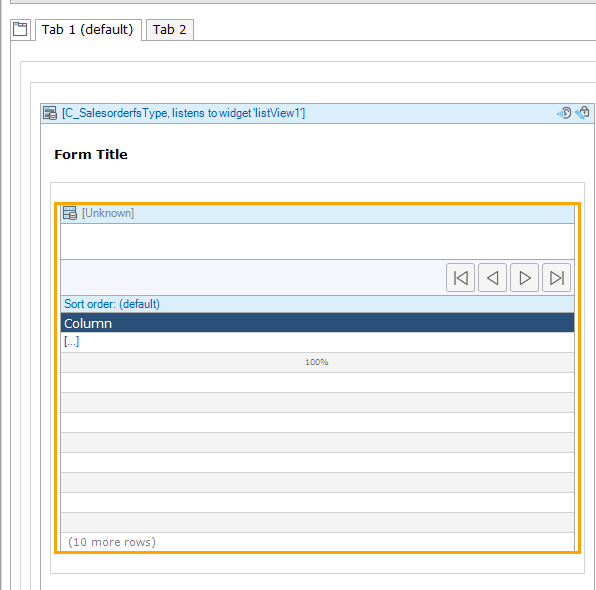 Tab 1 (default) Tab 2
[C_SalesorderfsType, listens to widget 'listView1']
Form Title
[Unknown]
Sort order: (default)
Column
[...]
100%
(10 more rows)